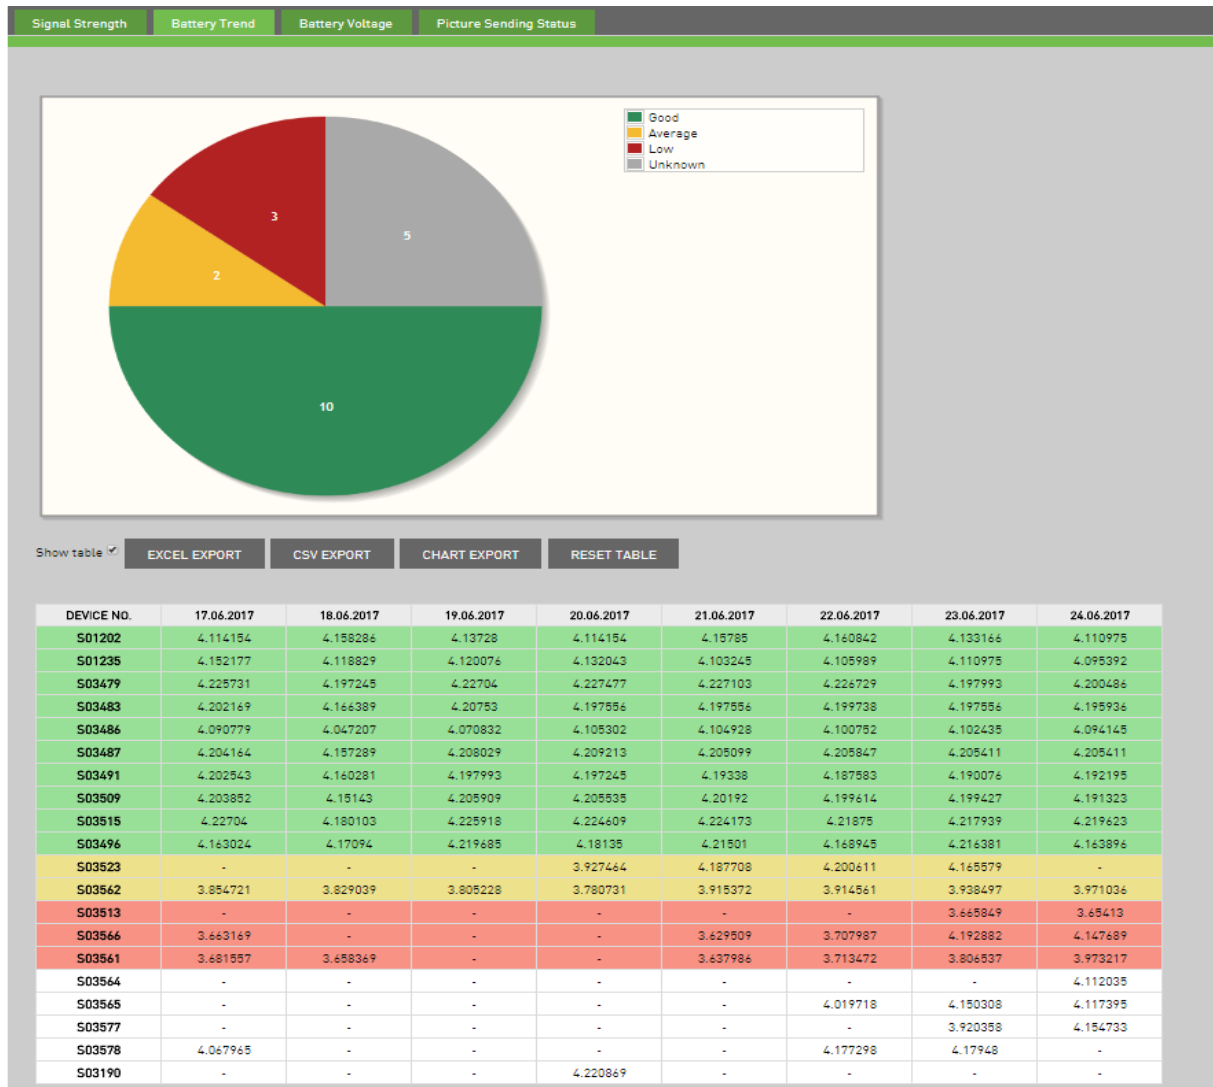 Signal Strength Battery Trend Battery Voltage Picture Sending Status
Good
Average
Low
Unknown
3
5
2
10
Show table EXCEL EXPORT CSV EXPORT CHART EXPORT RESET TABLE
DEVICE NO. 17.06.2017 18.06.2017 19.06.2017 20.06.2017 21.06.2017 22.06.2017 23.06.2017 24.06.2017
S01202 4.114154 4.158286 4.13728 4.114154 4.15785 4.160842 4.133166 4.110975
S01235 4.152177 4.118829 4.120076 4.132043 4.103245 4.105989 4.110975 4.095392
S03479 4.225731 4.197245 4.22704 4.227477 4.227103 4.226729 4.197993 4.200486
S03483 4.202169 4.166389 4.20753 4.197556 4.197556 4.199738 4.197556 4.195936
S03486 4.090779 4.047207 4.070832 4.105302 4.104928 4.100752 4.102435 4.094145
S03487 4.204164 4.157289 4.208029 4.209213 4.205099 4.205847 4.205411 4.205411
S03491 4.202543 4.160281 4.197993 4.197245 4.19338 4.187583 4.190076 4.192195
S03509 4.203852 4.15143 4.205909 4.205535 4.20192 4.199614 4.199427 4.191323
S03515 4.22704 4.180103 4.225918 4.224609 4.224173 4.21875 4.217939 4.219623
S03496 4.163024 4.17094 4.219685 4.18135 4.21501 4.168945 4.216381 4.163896
S03523 - - - 3.927464 4.187708 4.200611 4.165579 -
S03562 3.854721 3.829039 3.805228 3.780731 3.915372 3.914561 3.938497 3.971036
S03513 - - - - - - 3.665849 3.65413
S03566 3.663169 - - - 3.629509 3.707987 4.192882 4.147689
S03561 3.681557 3.658369 - - 3.637986 3.713472 3.806537 3.973217
S03564 - - - - - - - 4.112035
S03565 - - - - - 4.019718 4.150308 4.117395
S03577 - - - - - - 3.920358 4.154733
S03578 4.067965 - - - - 4.177298 4.17948 -
S03190 - - - 4.220869 - - - -